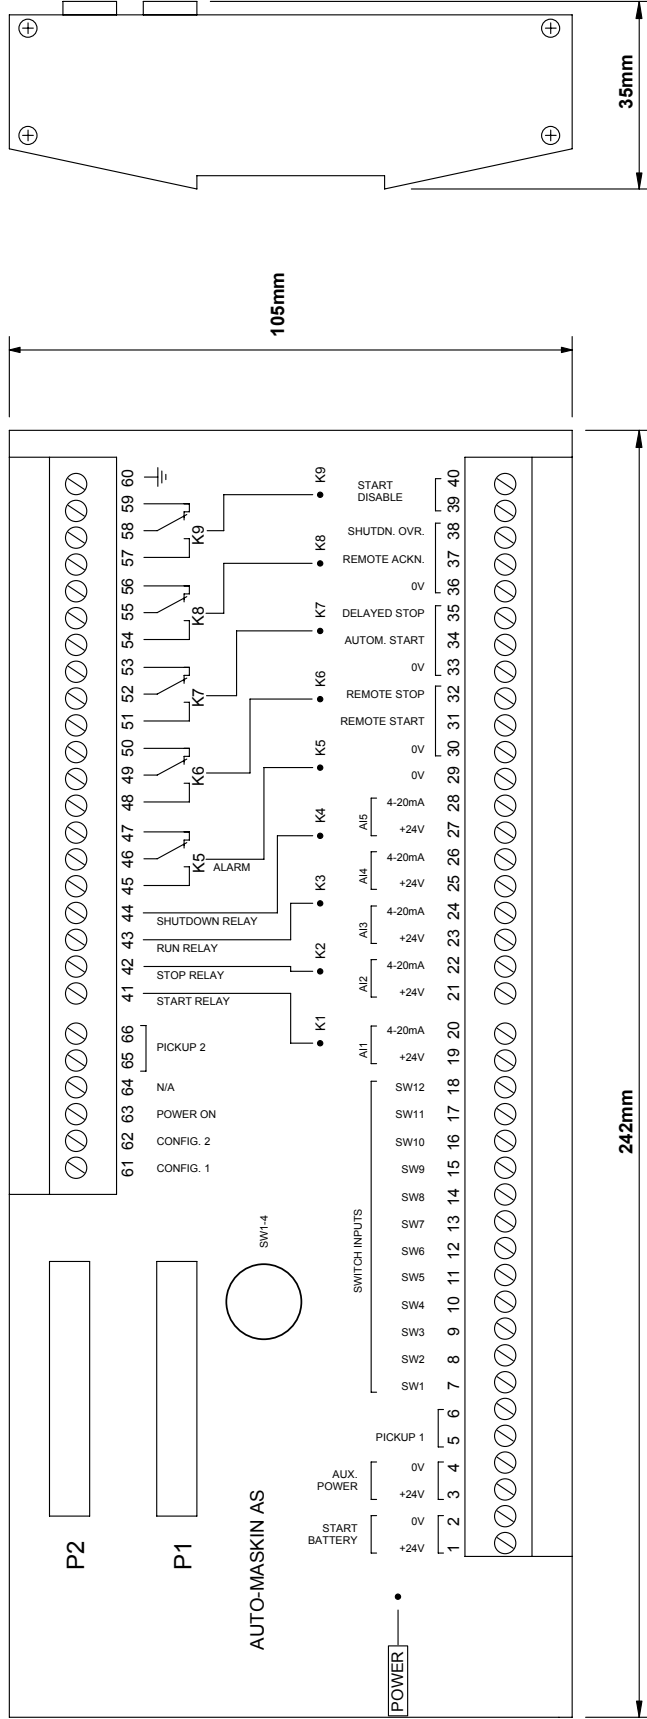 35mm
105mm
242mm
60
59
58
57
56
55
54
53
52
51
50
49
48
47
46
45
44
43
42
41
66
65
64
63
62
61
K9
K8
K7
K6
K5
ALARM
SHUTDOWN RELAY
RUN RELAY
STOP RELAY
START RELAY
PICKUP 2
N/A
POWER ON
CONFIG. 2
CONFIG. 1
K9
K8
K7
K6
K5
K4
K3
K2
K1
SW1-4
P2
P1
AUTO-MASKIN AS
POWER
START
DISABLE
SHUTDN. OVR.
REMOTE ACKN.
0V
DELAYED STOP
AUTOM. START
0V
REMOTE STOP
REMOTE START
0V
0V
AI5
4-20mA
+24V
AI4
4-20mA
+24V
AI3
4-20mA
+24V
AI2
4-20mA
+24V
AI1
4-20mA
+24V
SWITCH INPUTS
SW12
SW11
SW10
SW9
SW8
SW7
SW6
SW5
SW4
SW3
SW2
SW1
PICKUP 1
AUX.
POWER
0V
+24V
START
BATTERY
0V
+24V
40
39
38
37
36
35
34
33
32
31
30
29
28
27
26
25
24
23
22
21
20
19
18
17
16
15
14
13
12
11
10
9
8
7
6
5
4
3
2
1